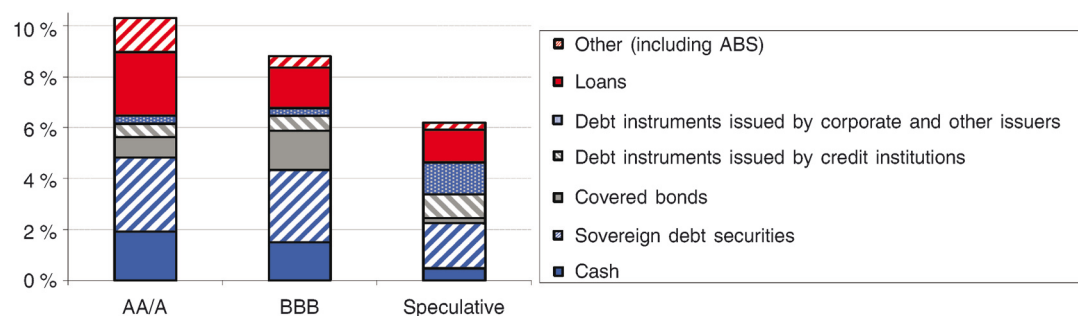 10 %
8 %
6 %
4 %
2 %
0 %
AA/A
BBB
Speculative
Other (including ABS)
Loans
Debt instruments issued by corporate and other issuers
Debt instruments issued by credit institutions
Covered bonds
Sovereign debt securities
Cash